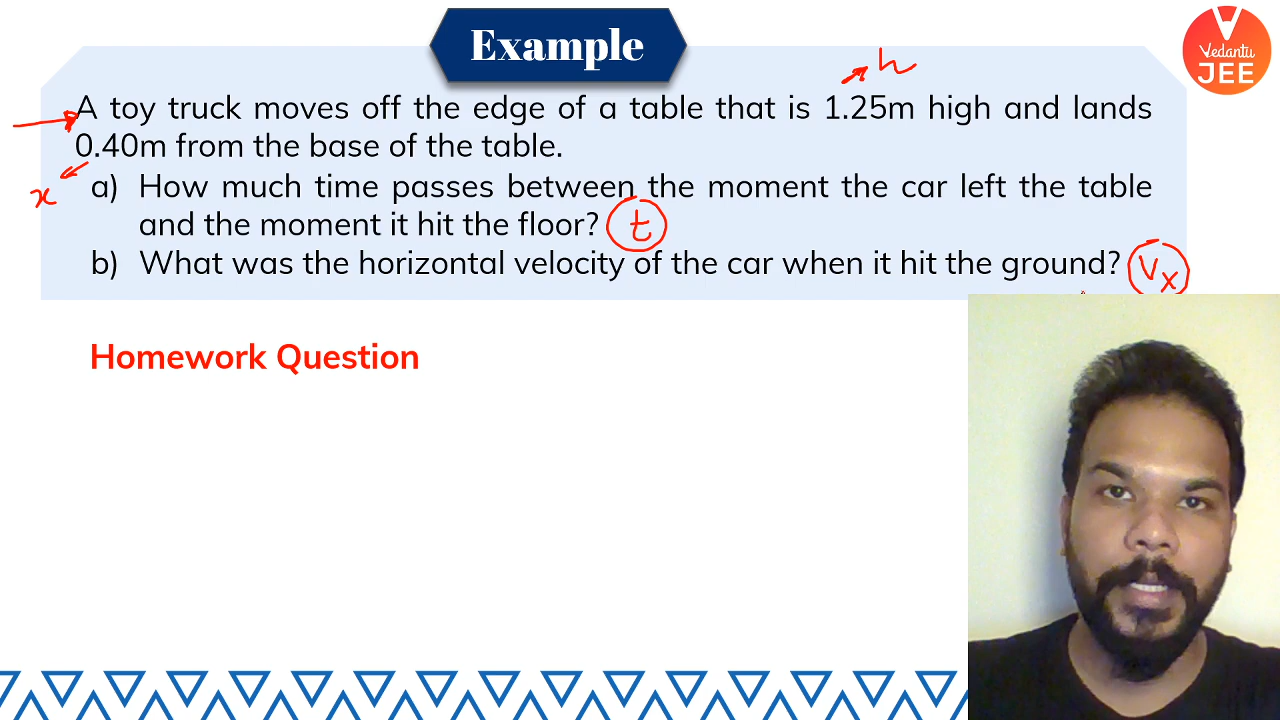 Example
Vedantu
JEE
h
A toy truck moves off the edge of a table that is 1.25m high and lands
0.40m from the base of the table.
x
a) How much time passes between the moment the car left the table
and the moment it hit the floor? t
b) What was the horizontal velocity of the car when it hit the ground? Vx
Homework Question